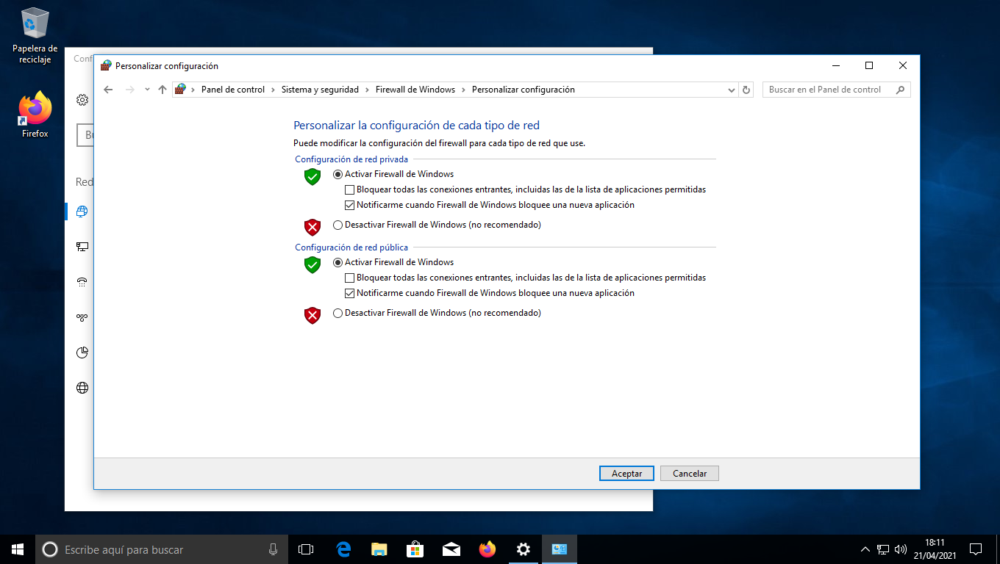 Papelera de
reciclaje
Firefox
Conf
Bu
Red
Personalizar configuración
Panel de control
Sistema y seguridad
Firewall de Windows
Personalizar configuración
Buscar en el Panel de control
Personalizar la configuración de cada tipo de red
Puede modificar la configuración del firewall para cada tipo de red que use.
Configuración de red privada
Activar Firewall de Windows
Bloquear todas las conexiones entrantes, incluidas las de la lista de aplicaciones permitidas
Notificarme cuando Firewall de Windows bloquee una nueva aplicación
Desactivar Firewall de Windows (no recomendado)
Configuración de red pública
Activar Firewall de Windows
Bloquear todas las conexiones entrantes, incluidas las de la lista de aplicaciones permitidas
Notificarme cuando Firewall de Windows bloquee una nueva aplicación
Desactivar Firewall de Windows (no recomendado)
Aceptar
Cancelar
Escribe aquí para buscar
18:11
21/04/2021